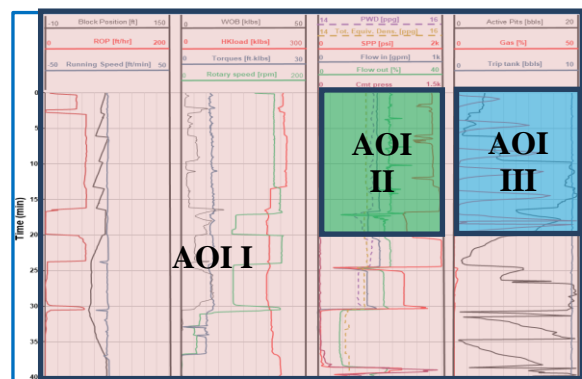 -10 Block Position [ft] 150
0 ROP [ft/hr] 200
-50 Running Speed [ft/min] 50
0 WOB [klbs] 50
0 HKload [klbs] 300
0 Torques [ft.klbs] 30
0 Rotary speed [rpm] 200
14 PWD [ppg] 16
14 Tot. Equiv. Dens. [ppg] 16
0 SPP [psi] 2k
0 Flow in [gpm] 1k
0 Flow out [%] 40
0 Cmt press 1.5k
0 Active Pits [bbls] 20
0 Gas [%] 50
0 Trip tank [bbls] 10
Time (min)
0
5
10
15
20
25
30
35
40
AOI I
AOI
II
AOI
III